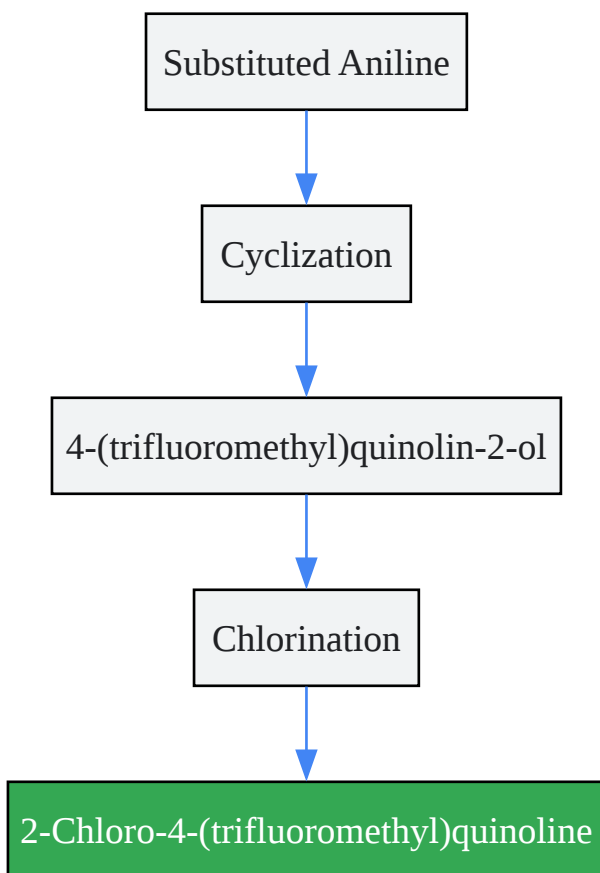 Substituted Aniline
Cyclization
4-(trifluoromethyl)quinolin-2-ol
Chlorination
2-Chloro-4-(trifluoromethyl)quinoline